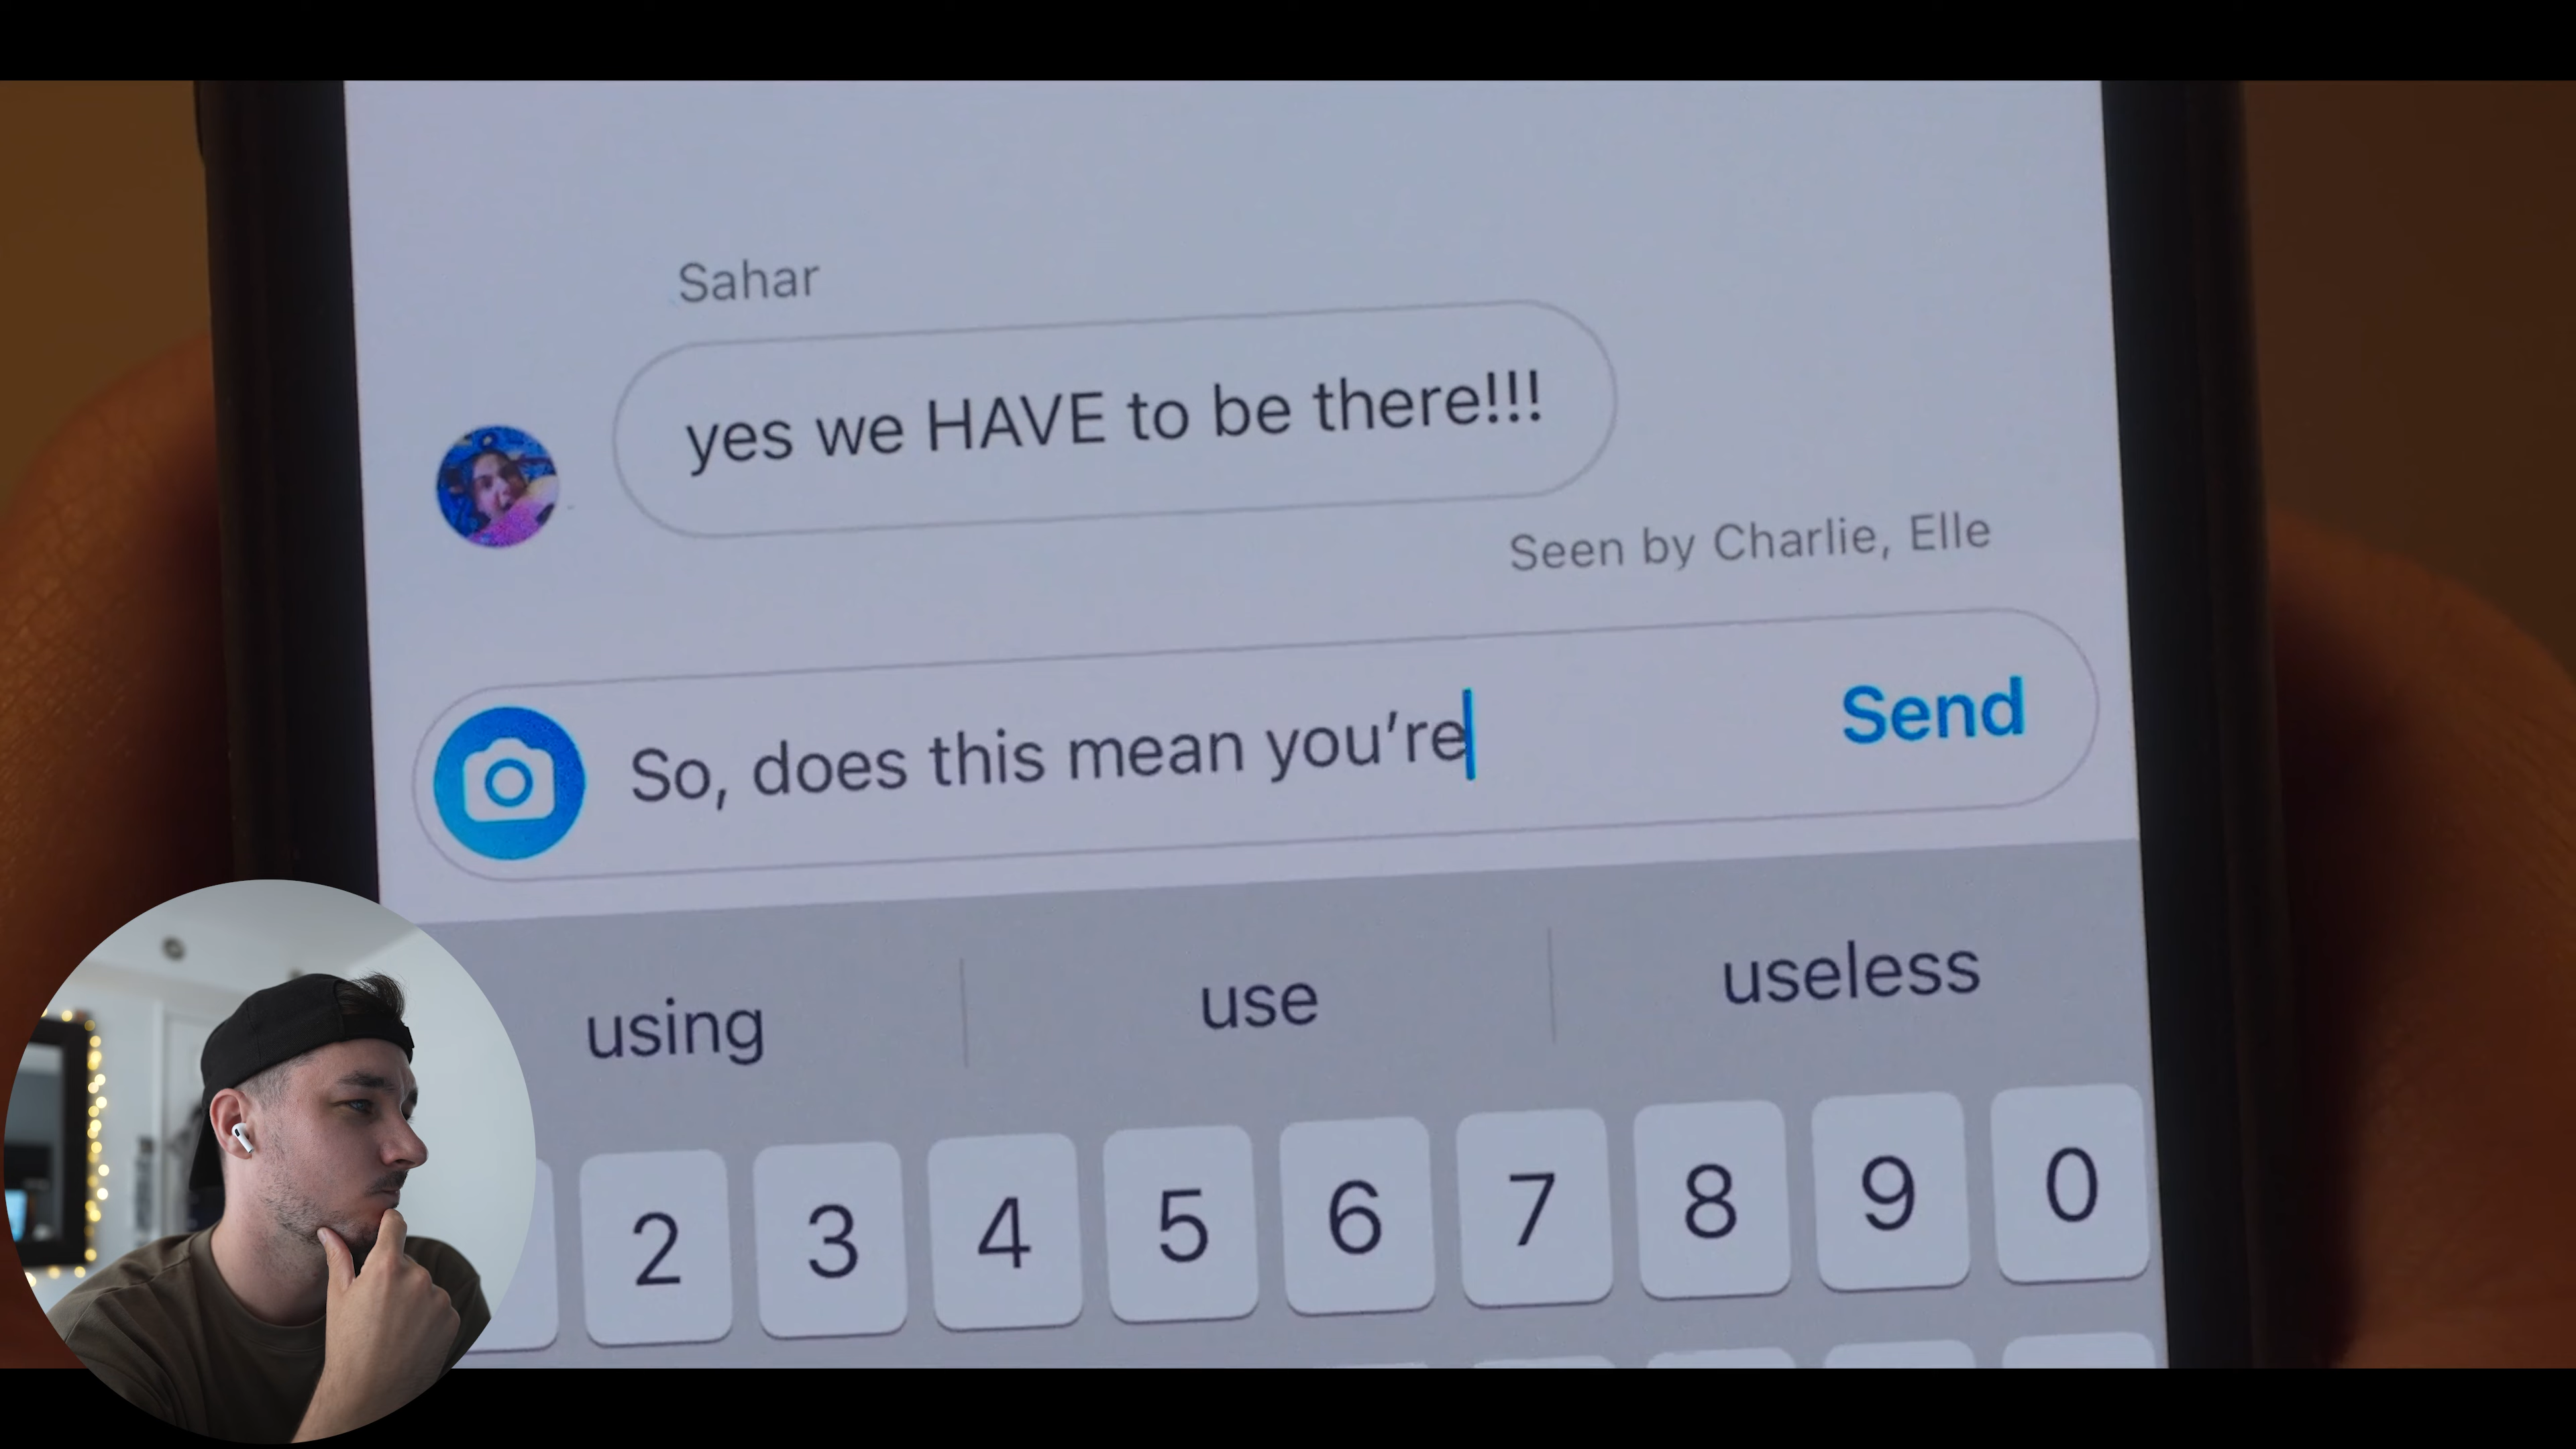 Sahar
yes we HAVE to be there!!!
Seen by Charlie, Elle
So, does this mean you’re
Send
using use useless
2 3 4 5 6 7 8 9 0